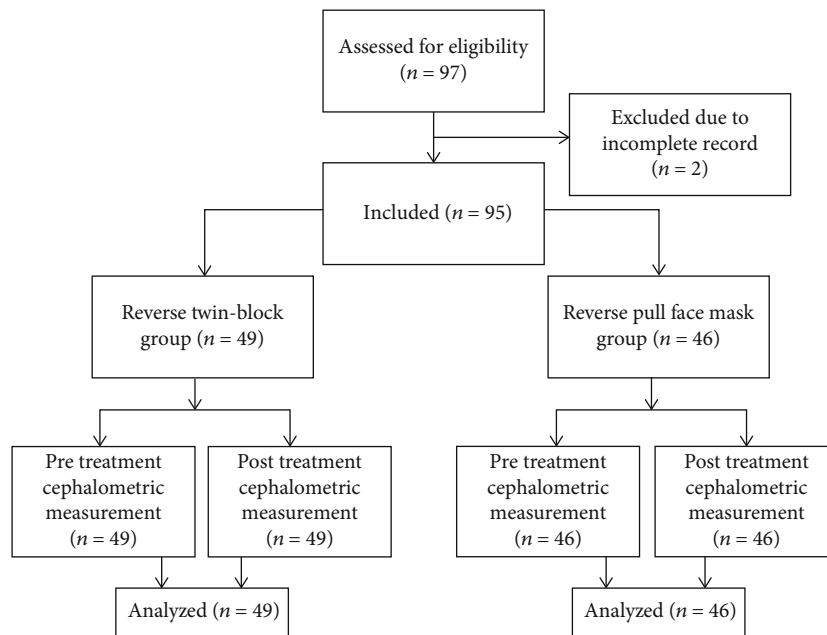 Assessed for eligibility
(n = 97)
Excluded due to
incomplete record
(n = 2)
Included (n = 95)
Reverse twin-block
group (n = 49)
Reverse pull face mask
group (n = 46)
Pre treatment
cephalometric
measurement
(n = 49)
Post treatment
cephalometric
measurement
(n = 49)
Pre treatment
cephalometric
measurement
(n = 46)
Post treatment
cephalometric
measurement
(n = 46)
Analyzed (n = 49)
Analyzed (n = 46)